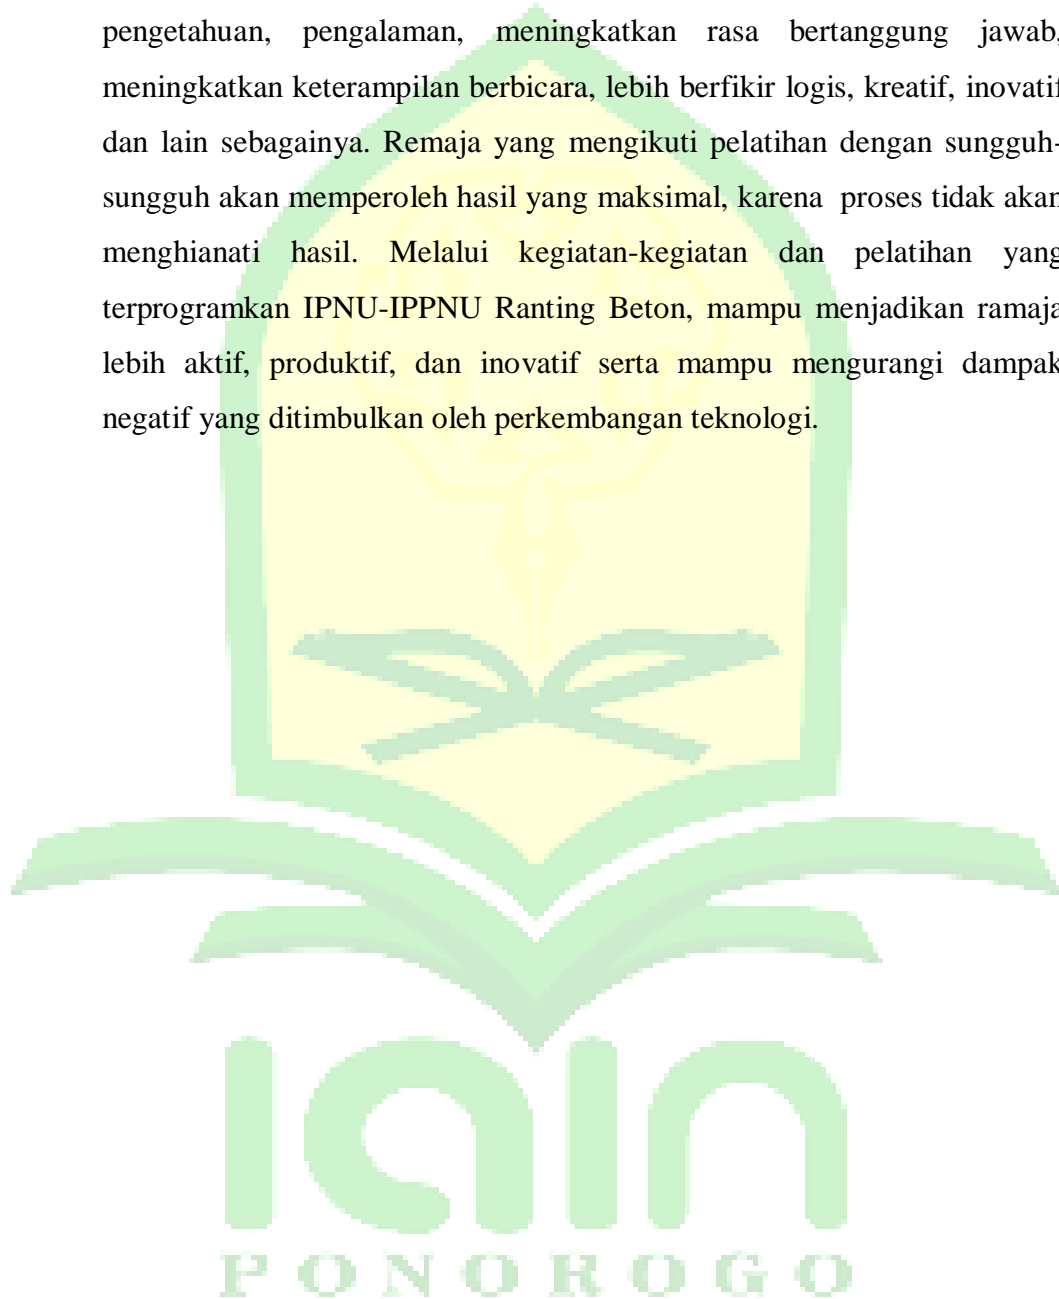 pengetahuan, pengalaman, meningkatkan rasa bertanggung jawab,
meningkatkan keterampilan berbicara, lebih berfikir logis, kreatif, inovatif
dan lain sebagainya. Remaja yang mengikuti pelatihan dengan sungguh-
sungguh akan memperoleh hasil yang maksimal, karena proses tidak akan
menghianati hasil. Melalui kegiatan-kegiatan dan pelatihan yang
terprogramkan IPNU-IPPNU Ranting Beton, mampu menjadikan ramaja
lebih aktif, produktif, dan inovatif serta mampu mengurangi dampak
negatif yang ditimbulkan oleh perkembangan teknologi.
IAIN
PONOROGO